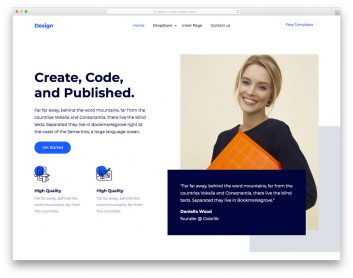 Design
Home Dropdown Inner Page Contact us
Free Templates
Create, Code,
and Published.
Far far away, behind the word mountains, far from the
countries Vokalia and Consonantia, there live the blind
texts. Separated they live in Bookmarksgrove right at
the coast of the Semantics, a large language ocean.
Get Started
High Quality
Far far away, behind the
word mountains, far from
the countries
High Quality
Far far away, behind the
word mountains, far from
the countries
"Far far away, behind the word mountains, far from
the countries Vokalia and Consonantia, there live the
blind texts. Separated they live in Bookmarksgrove."
Daniella Wood
founder @ Colorlib